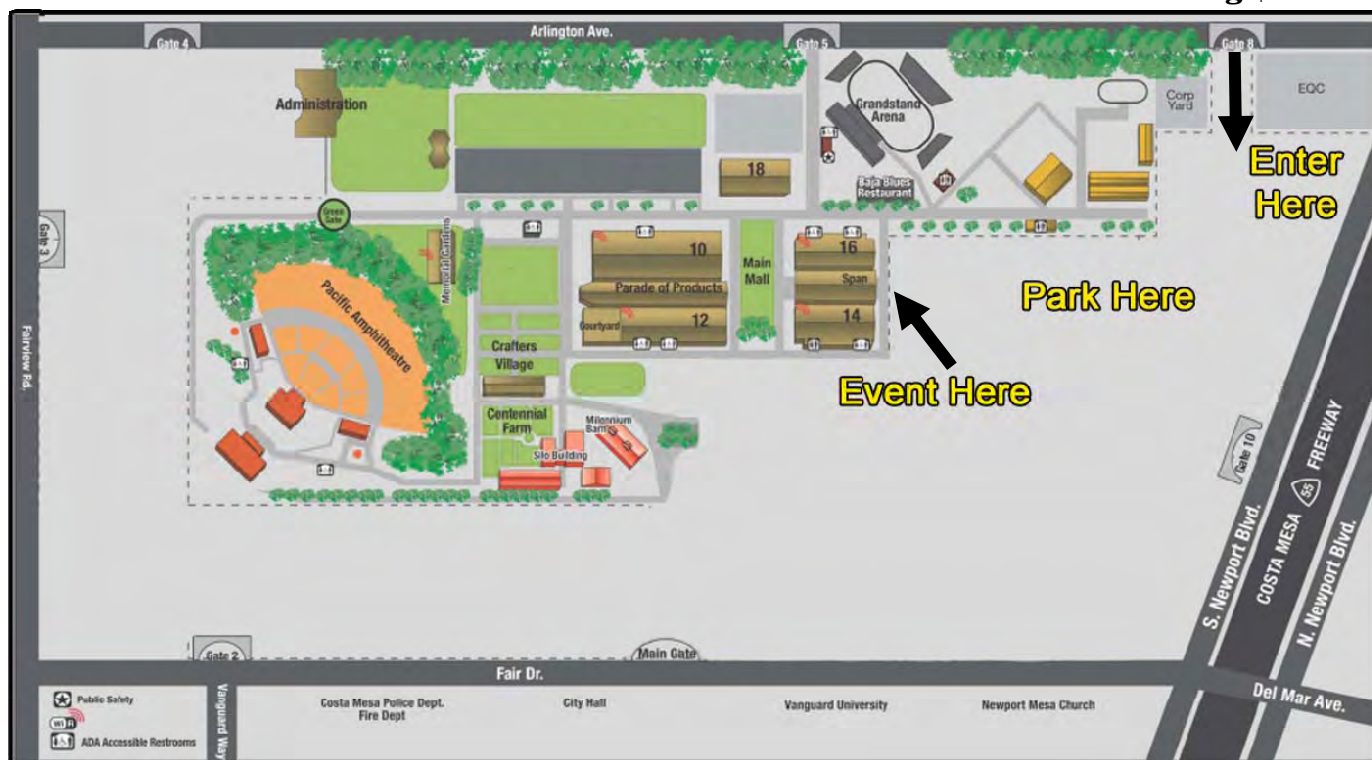 Arlington Ave.
Gate 4
Gate 5
Gate 8
Administration
Grandstand
Arena
Corp
Yard
EQC
Enter
Here
18
Baja Blues
Restaurant
Green
Gate
Gate 3
Memorial Gardens
10
Main
Mall
16
Span
Parade of Products
Pacific Amphitheatre
Park Here
Courtyard
12
14
Crafters
Village
Event Here
Fairview Rd.
Centennial
Farm
Millennium
Barn
Silo Building
Gate 10
S. Newport Blvd.
COSTA MESA 55 FREEWAY
N. Newport Blvd.
Gate 2
Main Gate
Fair Dr.
Del Mar Ave.
Public Safety
Wi Fi
ADA Accessible Restrooms
Vanguard Way
Costa Mesa Police Dept.
Fire Dept
City Hall
Vanguard University
Newport Mesa Church